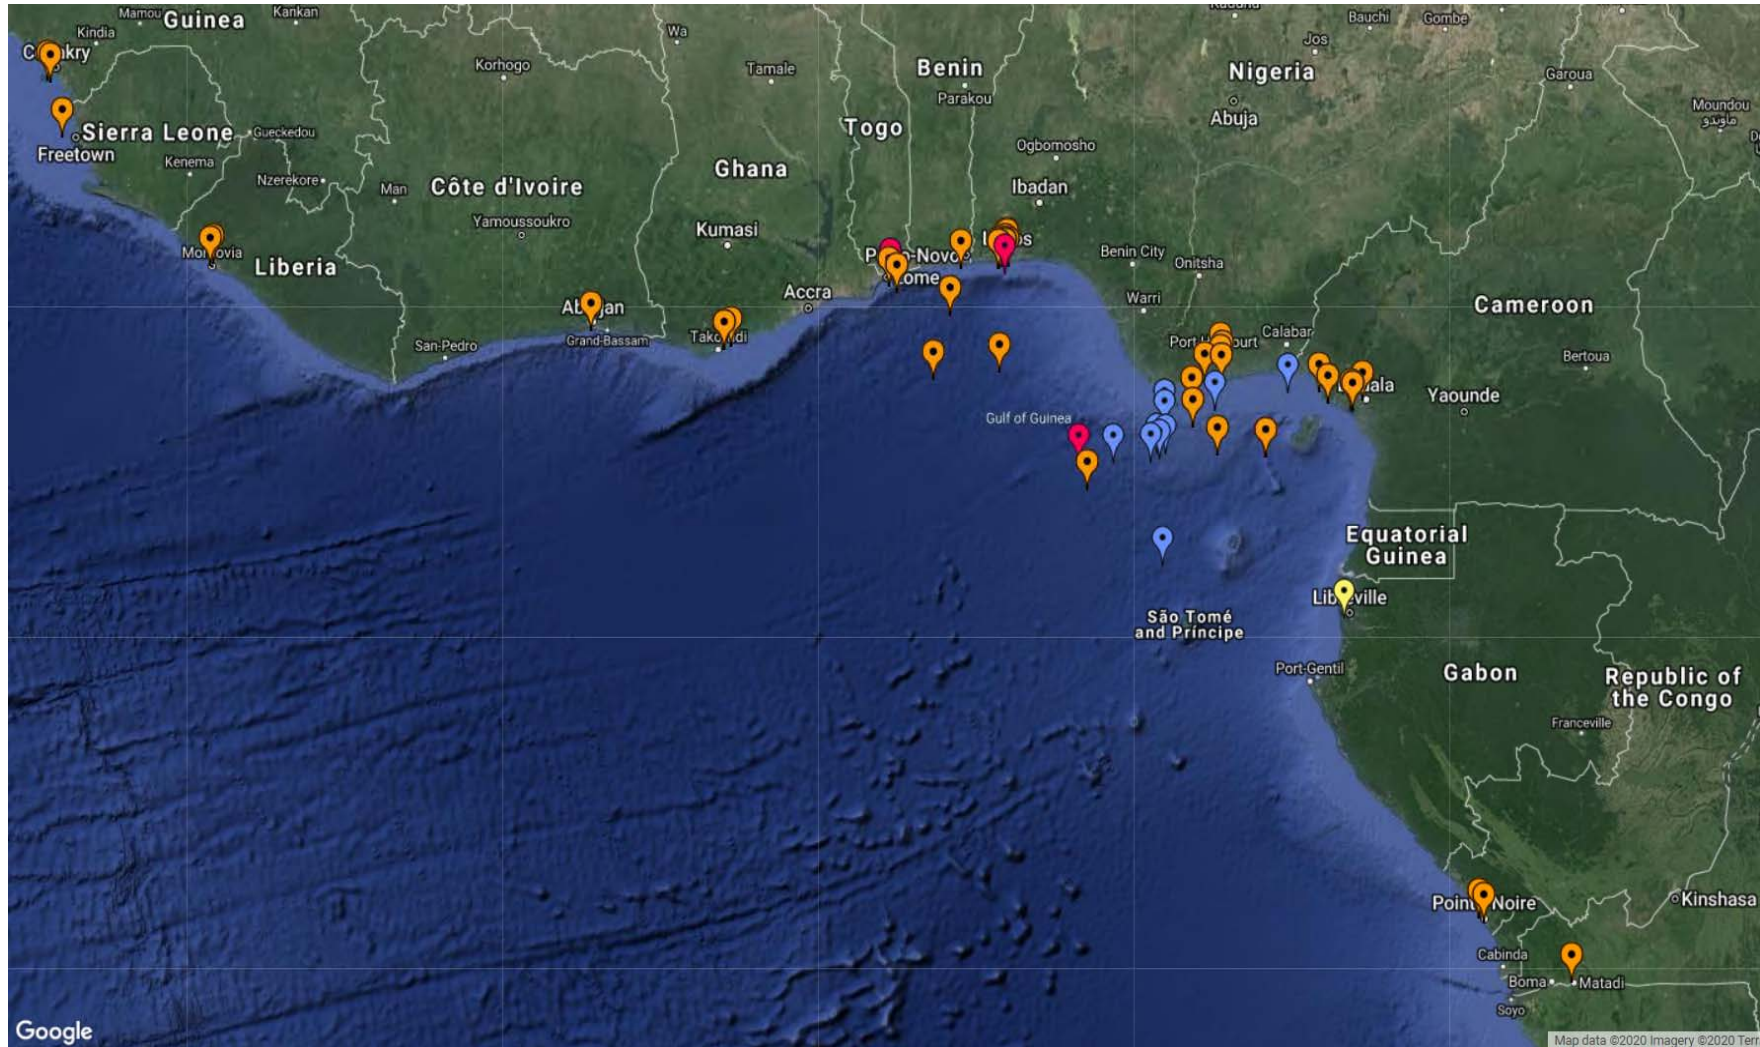 Mamou
Guinea
Kankan
Kindia
Sierra Leone
Freetown
Kenema
Gueckedou
Nzerekore
Liberia
Man
Korhogo
Côte d'Ivoire
Yamoussoukro
San-Pedro
Grand-Bassam
Wa
Tamale
Ghana
Kumasi
Accra
Togo
Benin
Parakou
Nigeria
Abuja
Ogbomosho
Ibadan
Benin City
Onitsha
Warri
Calabar
Jos
Bauchi
Gombe
Garoua
Moundou
Cameroon
Bertoua
Yaounde
Gulf of Guinea
Equatorial
Guinea
São Tomé
and Príncipe
Port-Gentil
Gabon
Franceville
Republic of
the Congo
Kinshasa
Cabinda
Boma
Matadi
Soyo
Google
Map data ©2020 Imagery ©2020